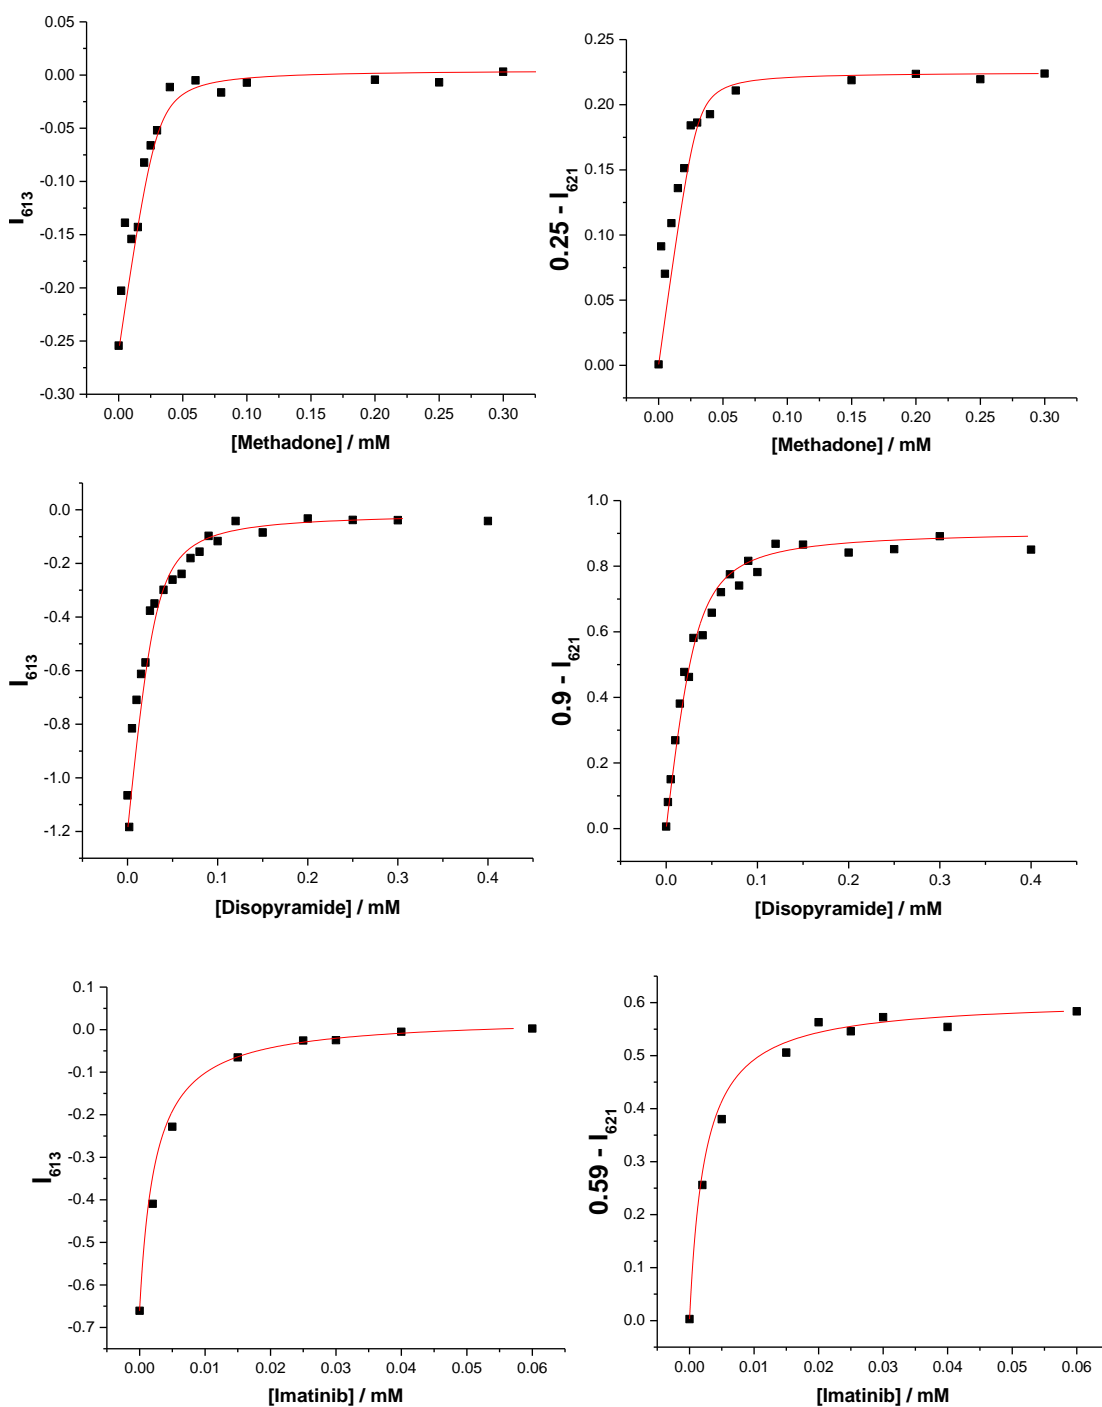 0.05
0.00
-0.05
-0.10
-0.15
-0.20
-0.25
-0.30
I613
0.00 0.05 0.10 0.15 0.20 0.25 0.30
[Methadone] / mM
0.25
0.20
0.15
0.10
0.05
0.00
0.25 - I621
0.00 0.05 0.10 0.15 0.20 0.25 0.30
[Methadone] / mM
0.0
-0.2
-0.4
-0.6
-0.8
-1.0
-1.2
I613
0.0 0.1 0.2 0.3 0.4
[Disopyramide] / mM
1.0
0.8
0.6
0.4
0.2
0.0
0.9 - I621
0.0 0.1 0.2 0.3 0.4
[Disopyramide] / mM
0.1
0.0
-0.1
-0.2
-0.3
-0.4
-0.5
-0.6
-0.7
I613
0.00 0.01 0.02 0.03 0.04 0.05 0.06
[Imatinib] / mM
0.6
0.5
0.4
0.3
0.2
0.1
0.0
0.59 - I621
0.00 0.01 0.02 0.03 0.04 0.05 0.06
[Imatinib] / mM